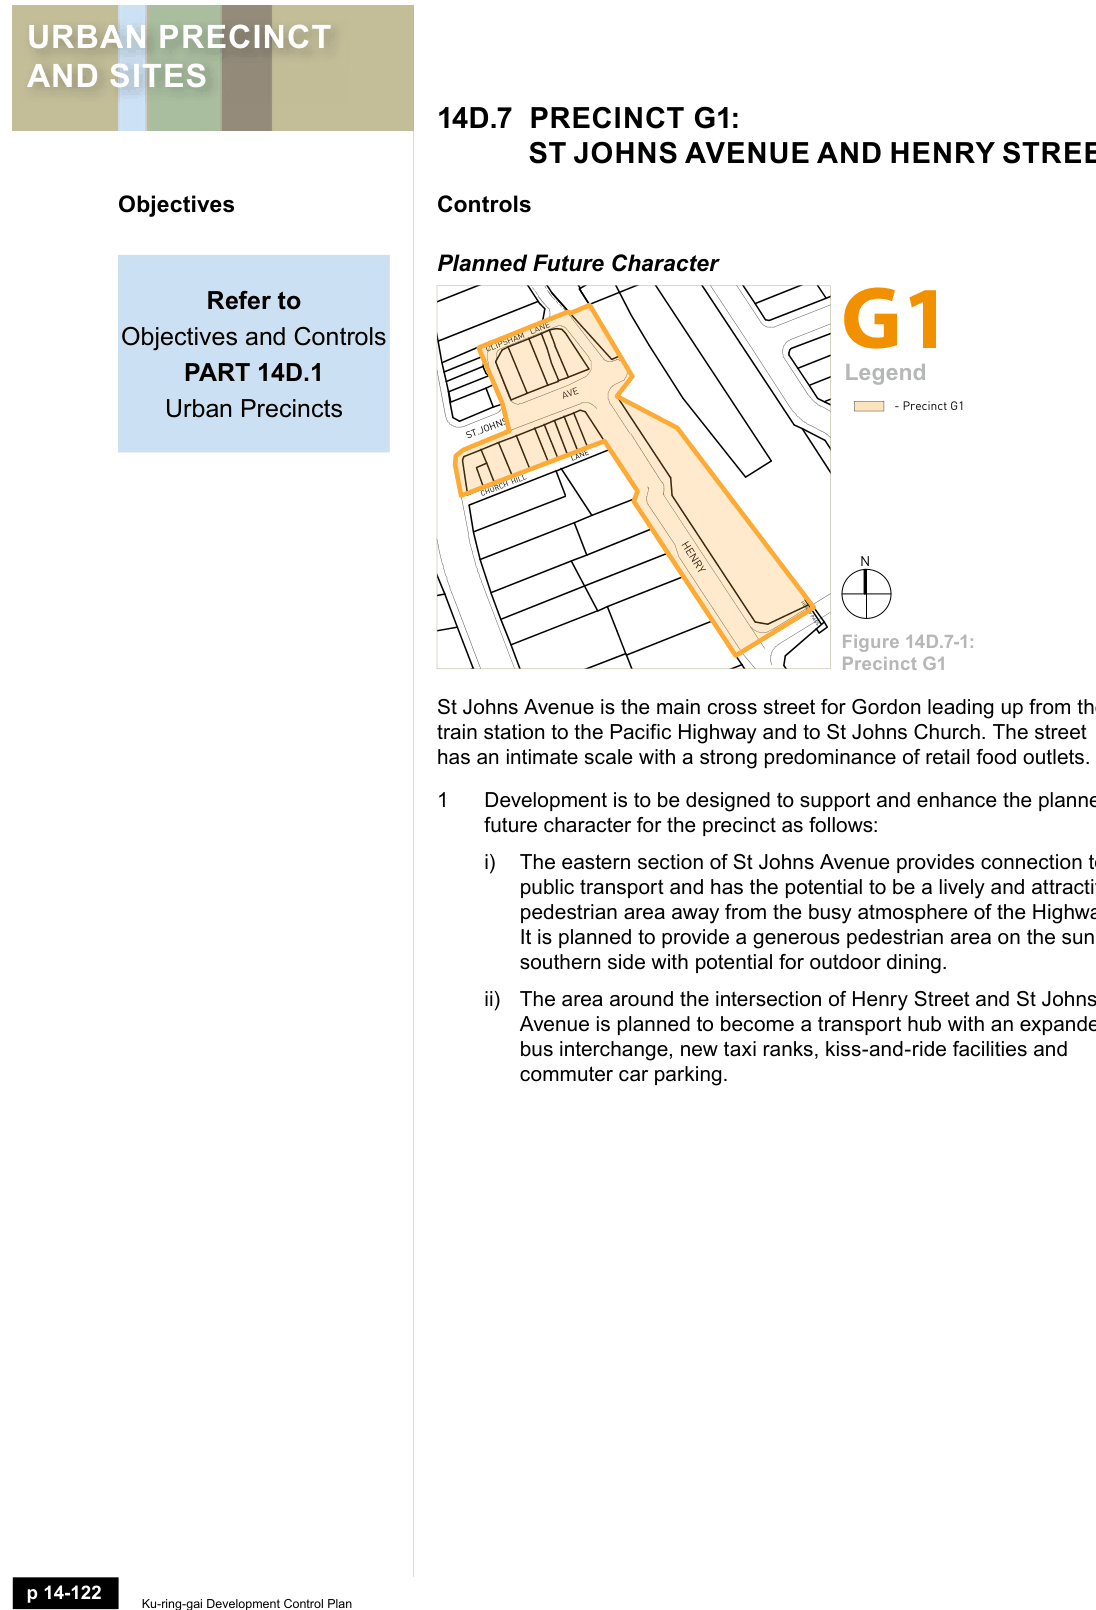 URBAN PRECINCT
AND SITES
14D.7 PRECINCT G1:
ST JOHNS AVENUE AND HENRY STREE
Objectives
Refer to
Objectives and Controls
PART 14D.1
Urban Precincts
Controls
Planned Future Character
CLIPSHAM LANE
AVE
ST.JOHNS
LANE
CHURCH HILL
HENRY
G1
Legend
- Precinct G1
N
Figure 14D.7-1:
Precinct G1
St Johns Avenue is the main cross street for Gordon leading up from the
train station to the Pacific Highway and to St Johns Church. The street
has an intimate scale with a strong predominance of retail food outlets.
1 Development is to be designed to support and enhance the planne
future character for the precinct as follows:
i) The eastern section of St Johns Avenue provides connection to
public transport and has the potential to be a lively and attracti
pedestrian area away from the busy atmosphere of the Highwa
It is planned to provide a generous pedestrian area on the sun
southern side with potential for outdoor dining.
ii) The area around the intersection of Henry Street and St Johns
Avenue is planned to become a transport hub with an expande
bus interchange, new taxi ranks, kiss-and-ride facilities and
commuter car parking.
p 14-122
Ku-ring-gai Development Control Plan